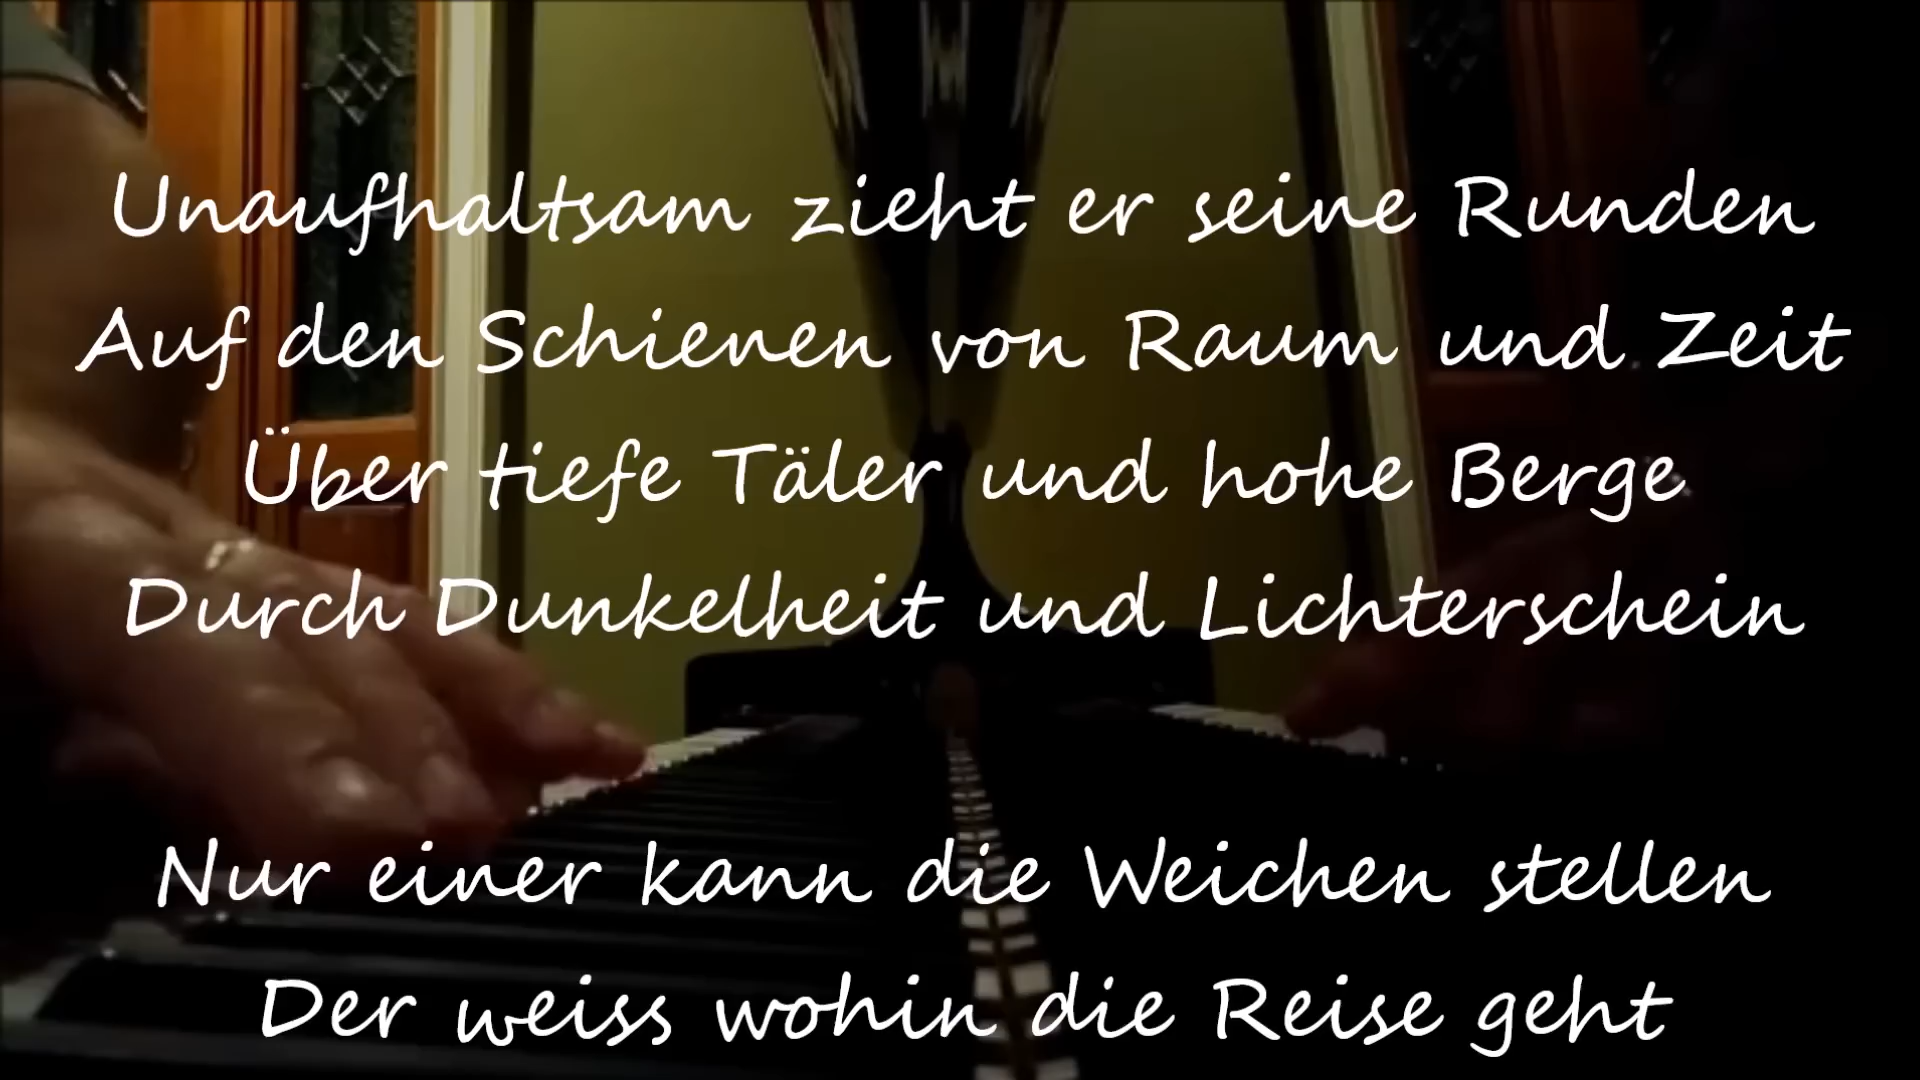 Unaufhaltsam zieht er seine Runden
Auf den Schienen von Raum und Zeit
Über tiefe Täler und hohe Berge
Durch Dunkelheit und Lichterschein
Nur einer kann die Weichen stellen
Der weiss wohin die Reise geht